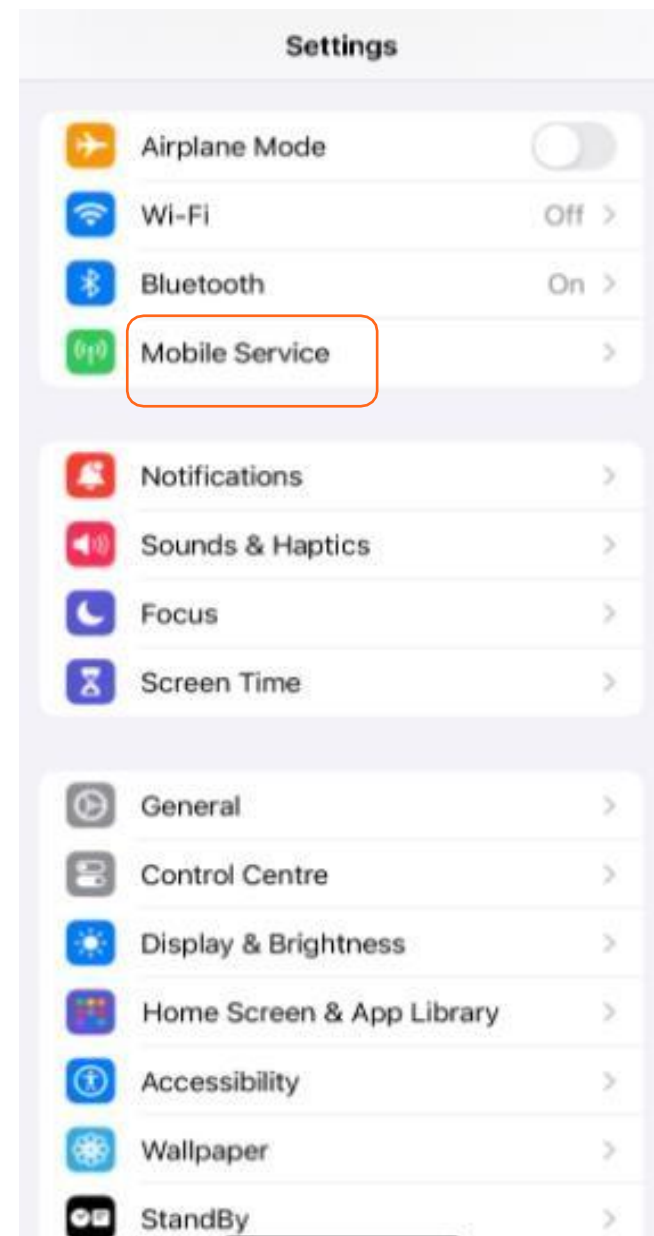 Settings
Airplane Mode
Wi-Fi Off
Bluetooth On
Mobile Service
Notifications
Sounds & Haptics
Focus
Screen Time
General
Control Centre
Display & Brightness
Home Screen & App Library
Accessibility
Wallpaper
StandBy